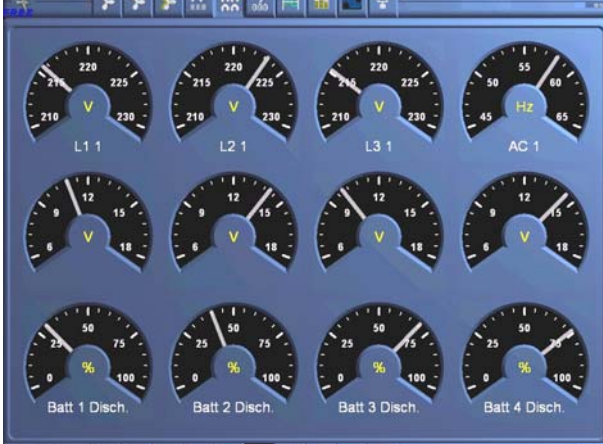 220 220 220 55
215 225 215 225 215 225 50 60
V V V Hz
210 230 210 230 210 230 45 65
L1 1 L2 1 L3 1 AC 1
12 12 12 12
9 15 9 15 9 15 9 15
V V V V
6 18 6 18 6 18 6 18
50 50 50 50
25 75 25 75 25 75 25 75
% % % %
0 100 0 100 0 100 0 100
Batt 1 Disch. Batt 2 Disch. Batt 3 Disch. Batt 4 Disch.